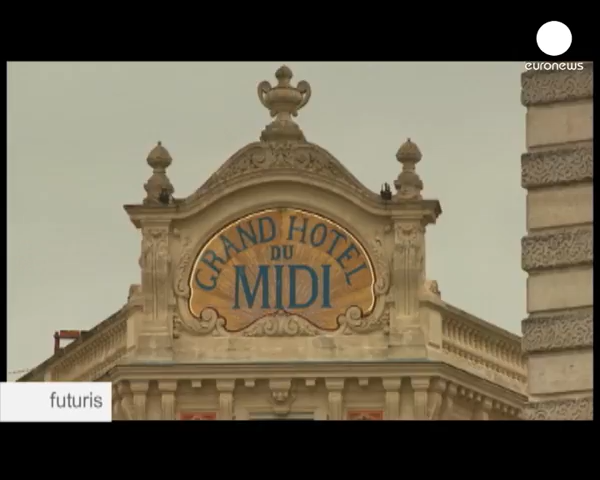 euronews
GRAND HOTEL
DU
MIDI
futuris